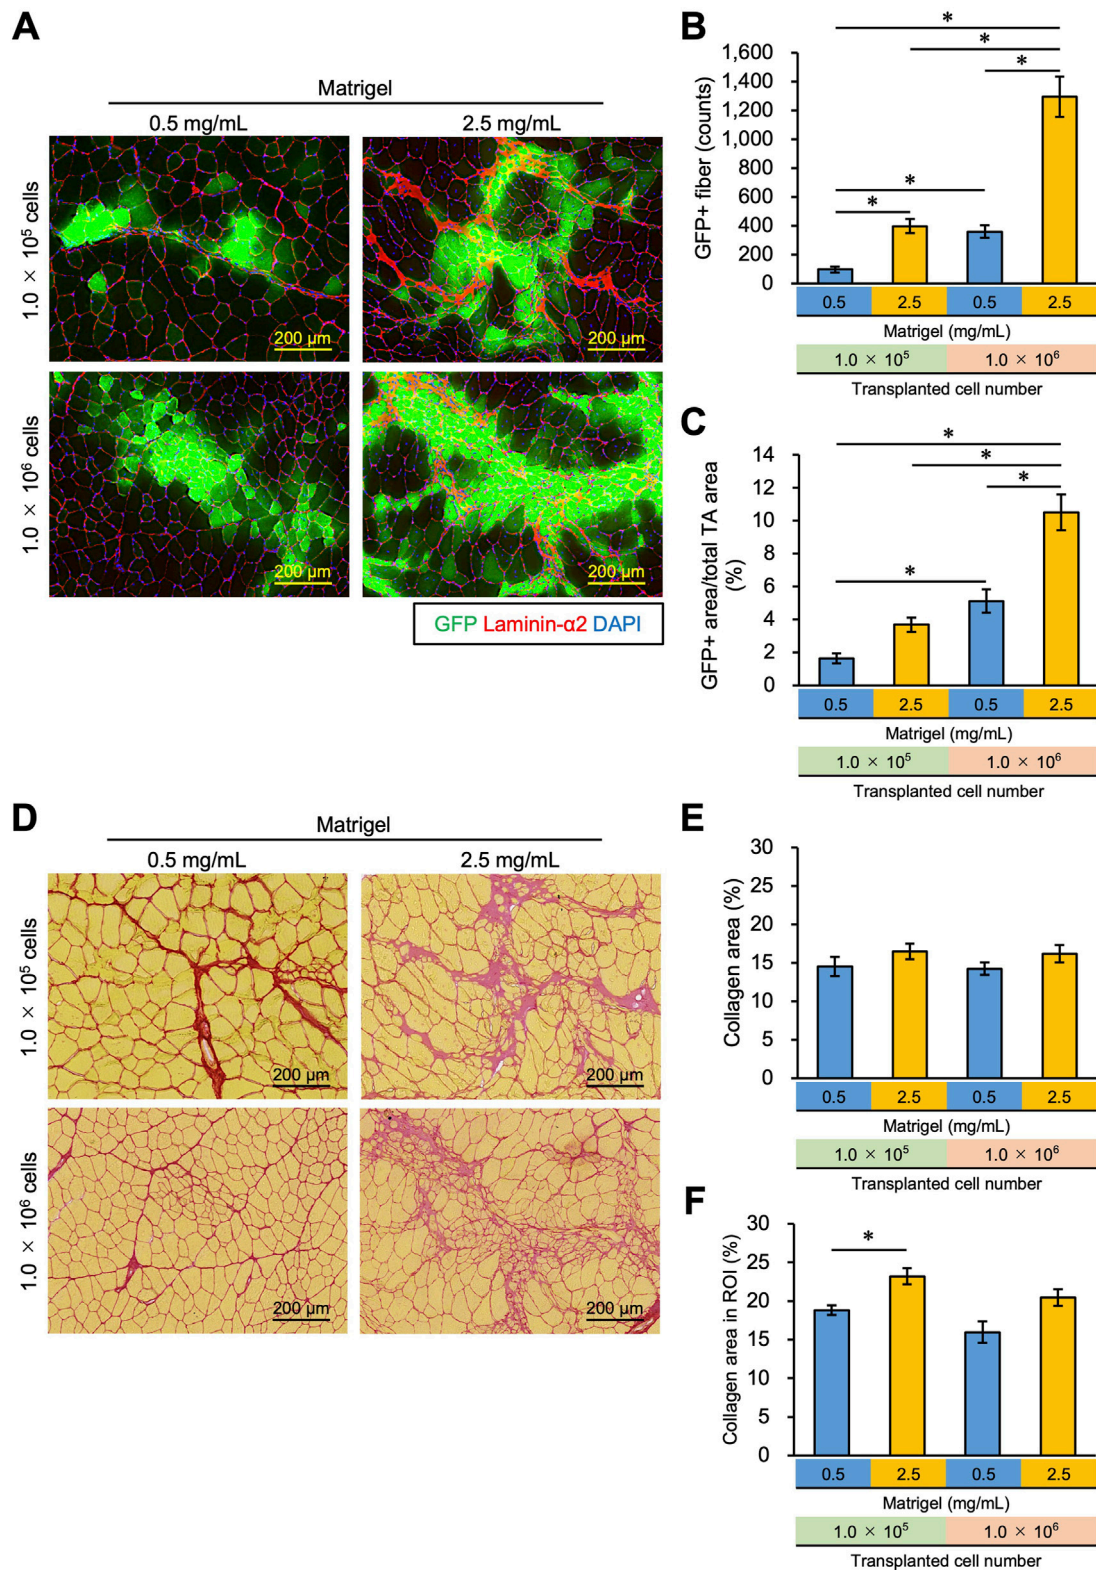 A
Matrigel
0.5 mg/mL
2.5 mg/mL
1.0 × 10⁵ cells
200 µm
200 µm
1.0 × 10⁶ cells
200 µm
200 µm
GFP Laminin-α2 DAPI
B
GFP+ fiber (counts)
1,600
1,400
1,200
1,000
800
600
400
200
0
*
*
*
*
*
0.5 2.5 0.5 2.5
Matrigel (mg/mL)
1.0 × 10⁵ 1.0 × 10⁶
Transplanted cell number
C
GFP+ area/total TA area
(%)
14
12
10
8
6
4
2
0
*
*
*
*
0.5 2.5 0.5 2.5
Matrigel (mg/mL)
1.0 × 10⁵ 1.0 × 10⁶
Transplanted cell number
D
Matrigel
0.5 mg/mL
2.5 mg/mL
1.0 × 10⁵ cells
200 µm
200 µm
1.0 × 10⁶ cells
200 µm
200 µm
E
Collagen area (%)
30
25
20
15
10
5
0
0.5 2.5 0.5 2.5
Matrigel (mg/mL)
1.0 × 10⁵ 1.0 × 10⁶
Transplanted cell number
F
Collagen area in ROI (%)
30
25
20
15
10
5
0
*
0.5 2.5 0.5 2.5
Matrigel (mg/mL)
1.0 × 10⁵ 1.0 × 10⁶
Transplanted cell number